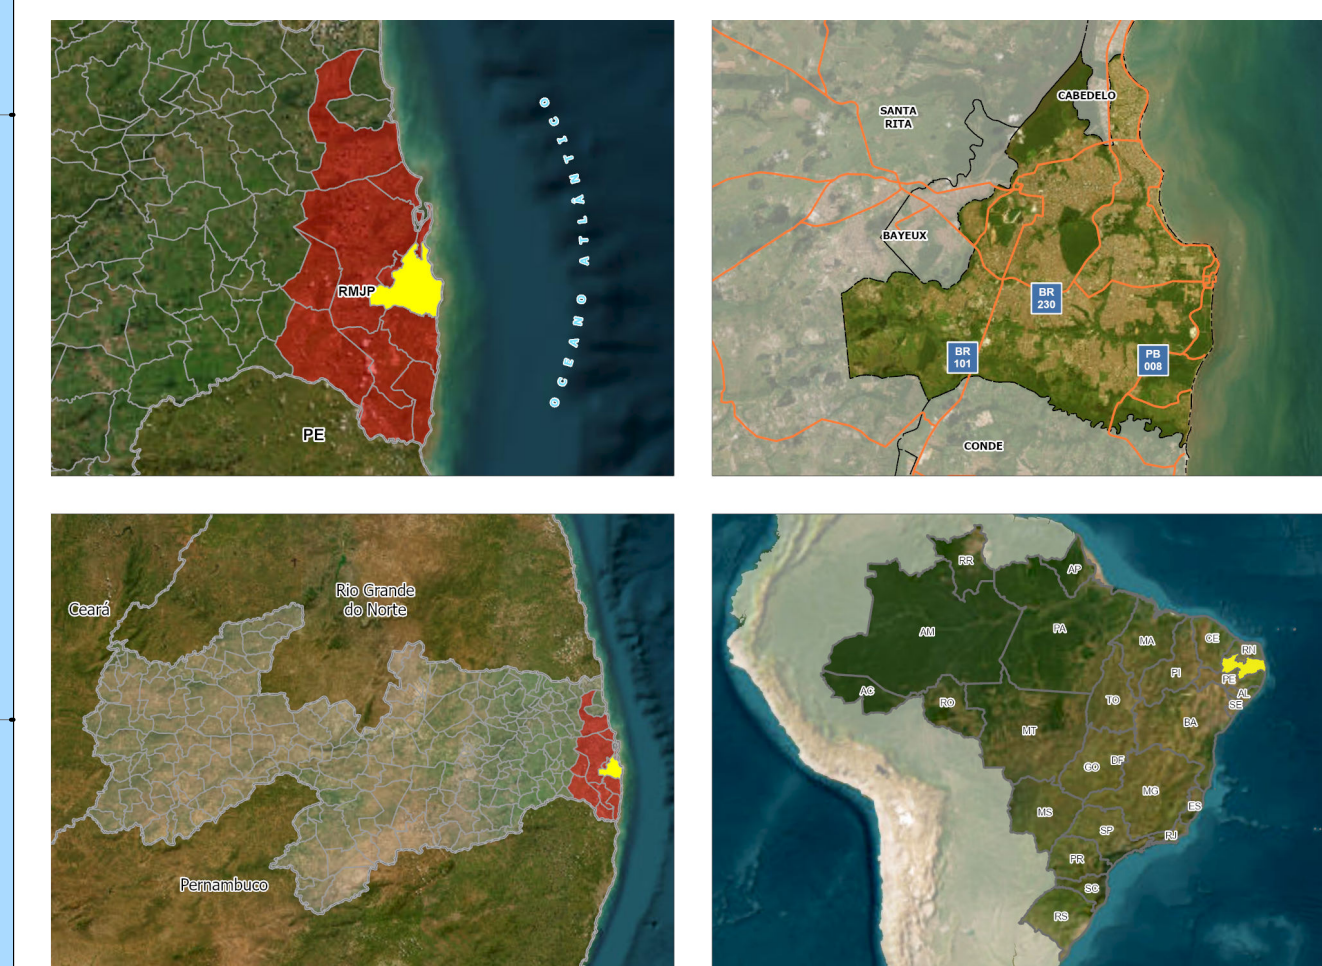 OCEANO ATLÂNTICO
RMJP
PE
CABEDELO
SANTA
RITA
BAYEUX
BR
230
BR
101
PB
008
CONDE
Ceará
Rio Grande
do Norte
Pernambuco
RR
AP
AM
PA
MA
CE
RN
PI
PE
AC
RO
TO
AL
SE
MT
BA
GO
DF
MG
MS
ES
SP
RJ
PR
SC
RS